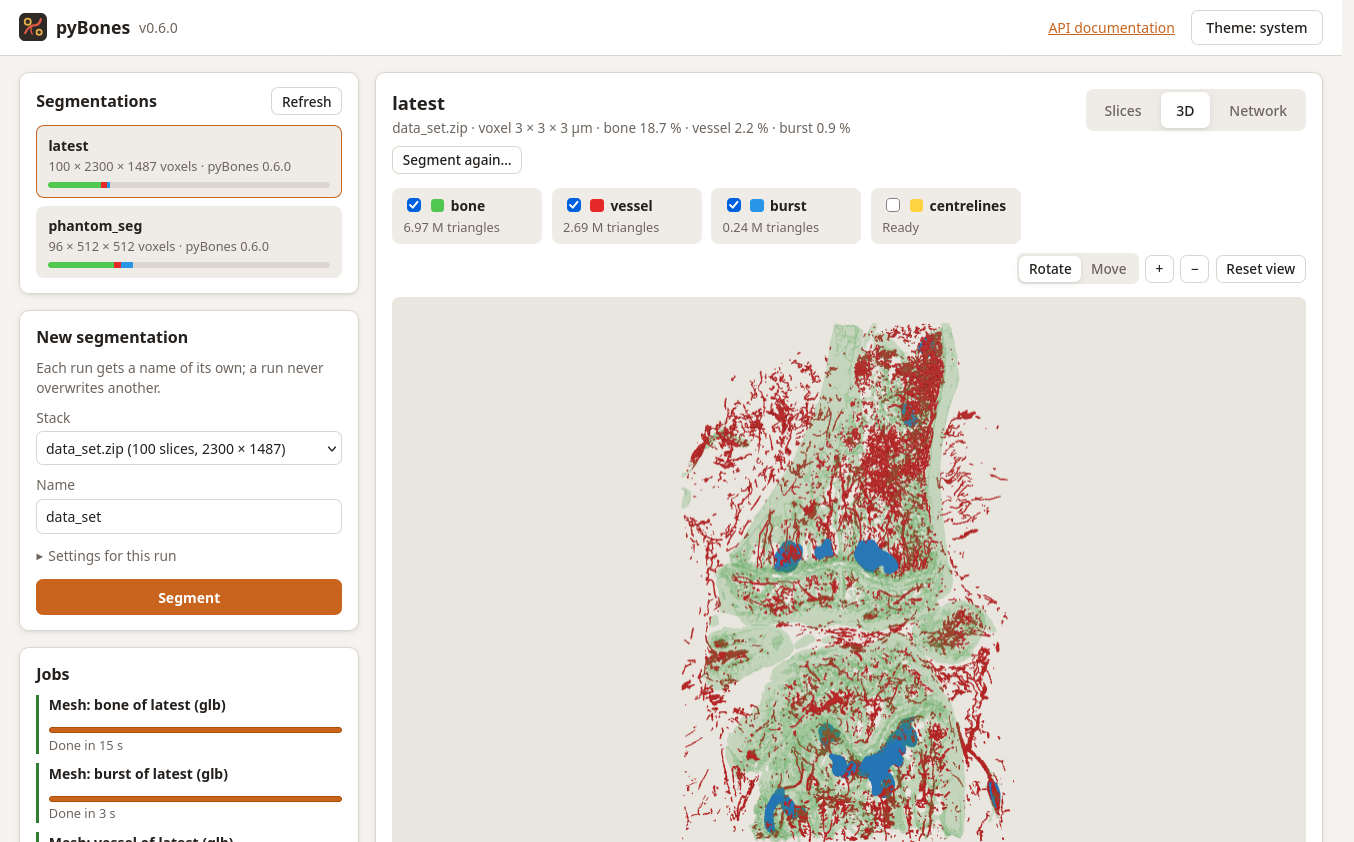 pyBones v0.6.0
API documentation
Theme: system
Segmentations
Refresh
latest
100 × 2300 × 1487 voxels · pyBones 0.6.0
phantom_seg
96 × 512 × 512 voxels · pyBones 0.6.0
New segmentation
Each run gets a name of its own; a run never
overwrites another.
Stack
data_set.zip (100 slices, 2300 × 1487)
Name
data_set
▸ Settings for this run
Segment
Jobs
Mesh: bone of latest (glb)
Done in 15 s
Mesh: burst of latest (glb)
Done in 3 s
Mesh: vessel of latest (glb)
latest
data_set.zip · voxel 3 × 3 × 3 µm · bone 18.7 % · vessel 2.2 % · burst 0.9 %
Slices
3D
Network
Segment again...
bone
6.97 M triangles
vessel
2.69 M triangles
burst
0.24 M triangles
centrelines
Ready
Rotate
Move
+
−
Reset view